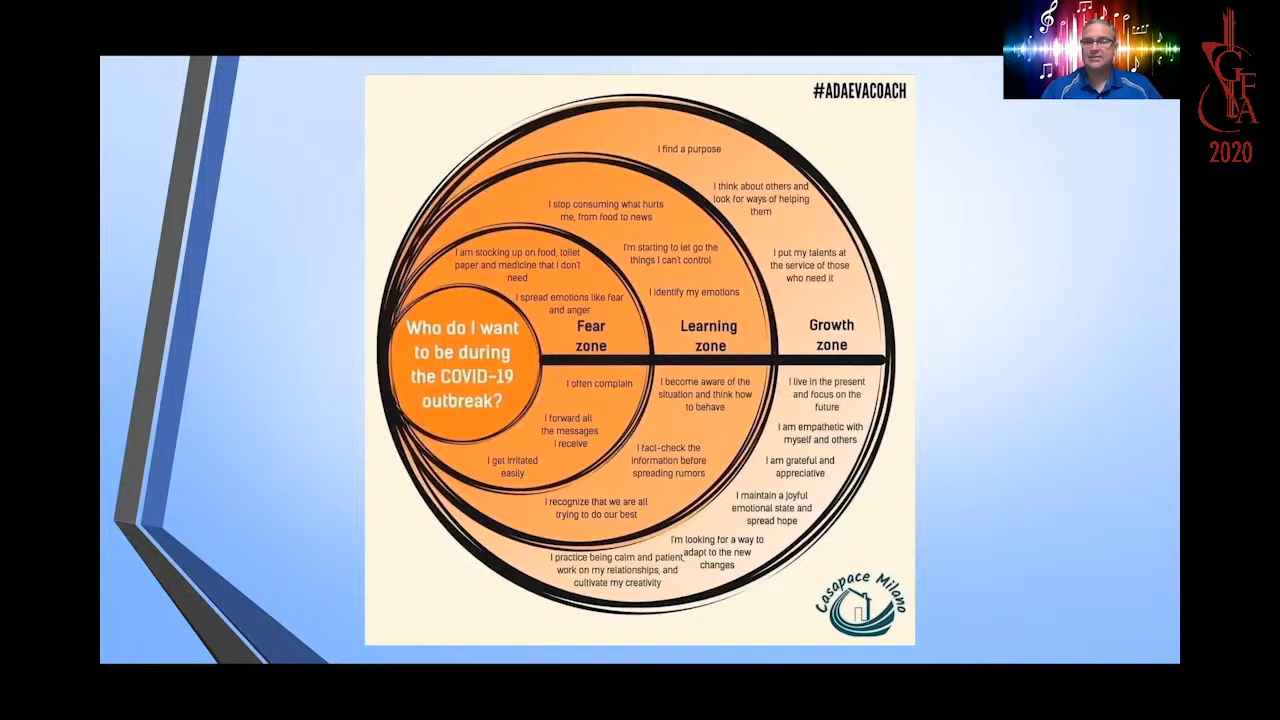 #ADAEVACOACH
GFA
2020
I find a purpose
I think about others and
look for ways of helping
them
I put my talents at
the service of those
who need it
I stop consuming what hurts
me, from food to news
I'm starting to let go the
things I can't control
I identify my emotions
I am stocking up on food, toilet
paper and medicine that I don't
need
I spread emotions like fear
and anger
Who do I want
to be during
the COVID-19
outbreak?
Fear
zone
Learning
zone
Growth
zone
I often complain
I forward all
the messages
I receive
I get irritated
easily
I become aware of the
situation and think how
to behave
I fact-check the
information before
spreading rumors
I recognize that we are all
trying to do our best
I live in the present
and focus on the
future
I am empathetic with
myself and others
I am grateful and
appreciative
I maintain a joyful
emotional state and
spread hope
I'm looking for a way to
adapt to the new
changes
I practice being calm and patient,
work on my relationships, and
cultivate my creativity
Casapace Milano